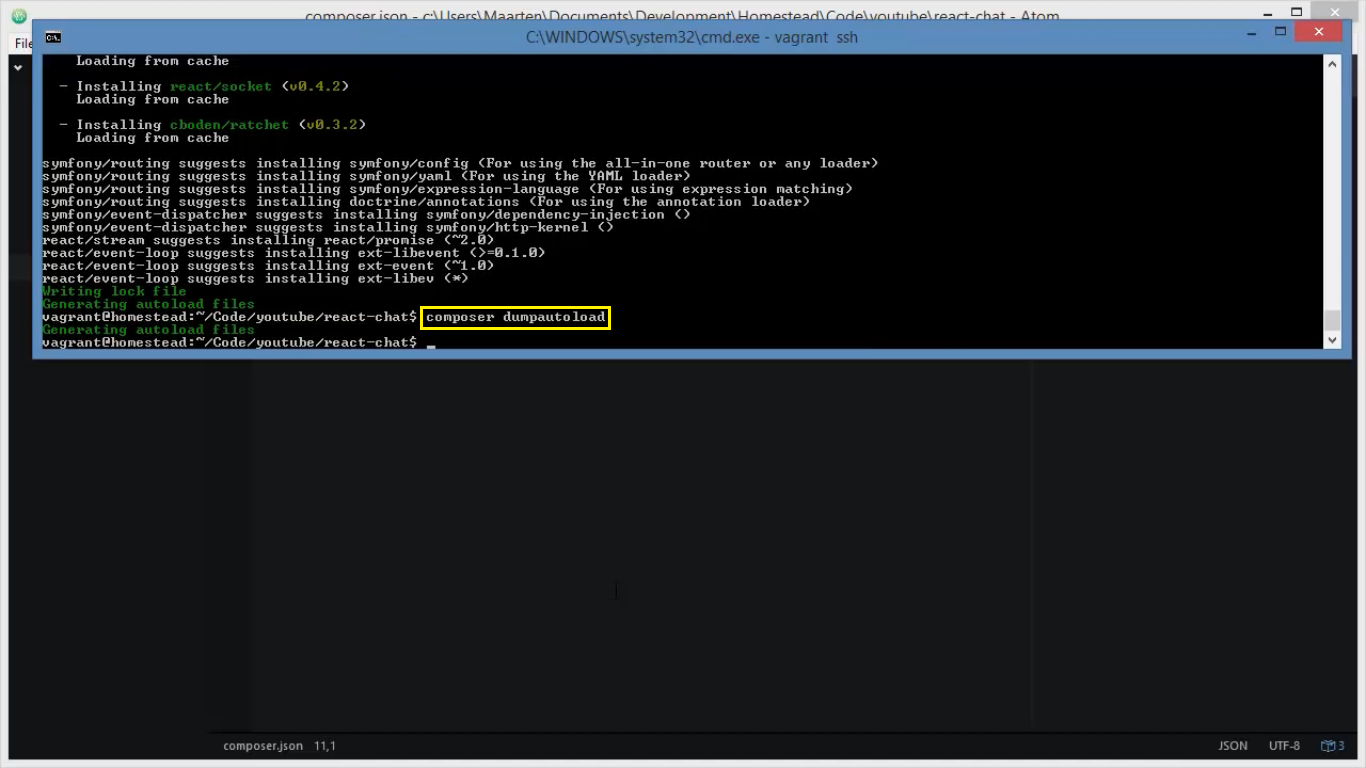 composer.json - c:\Users\Maarten\Documents\Development\Homestead\Code\youtube\react-chat - Atom
File
C:\WINDOWS\system32\cmd.exe - vagrant ssh
Loading from cache
- Installing react/socket (v0.4.2)
Loading from cache
- Installing cboden/ratchet (v0.3.2)
Loading from cache
symfony/routing suggests installing symfony/config (For using the all-in-one router or any loader)
symfony/routing suggests installing symfony/yaml (For using the YAML loader)
symfony/routing suggests installing symfony/expression-language (For using expression matching)
symfony/routing suggests installing doctrine/annotations (For using the annotation loader)
symfony/event-dispatcher suggests installing symfony/dependency-injection ()
symfony/event-dispatcher suggests installing symfony/http-kernel ()
react/stream suggests installing react/promise (~2.0)
react/event-loop suggests installing ext-libevent (>=0.1.0)
react/event-loop suggests installing ext-event (~1.0)
react/event-loop suggests installing ext-libev (*)
Writing lock file
Generating autoload files
vagrant@homestead:~/Code/youtube/react-chat$ composer dumpautoload
Generating autoload files
vagrant@homestead:~/Code/youtube/react-chat$
composer.json 11,1 JSON UTF-8 3